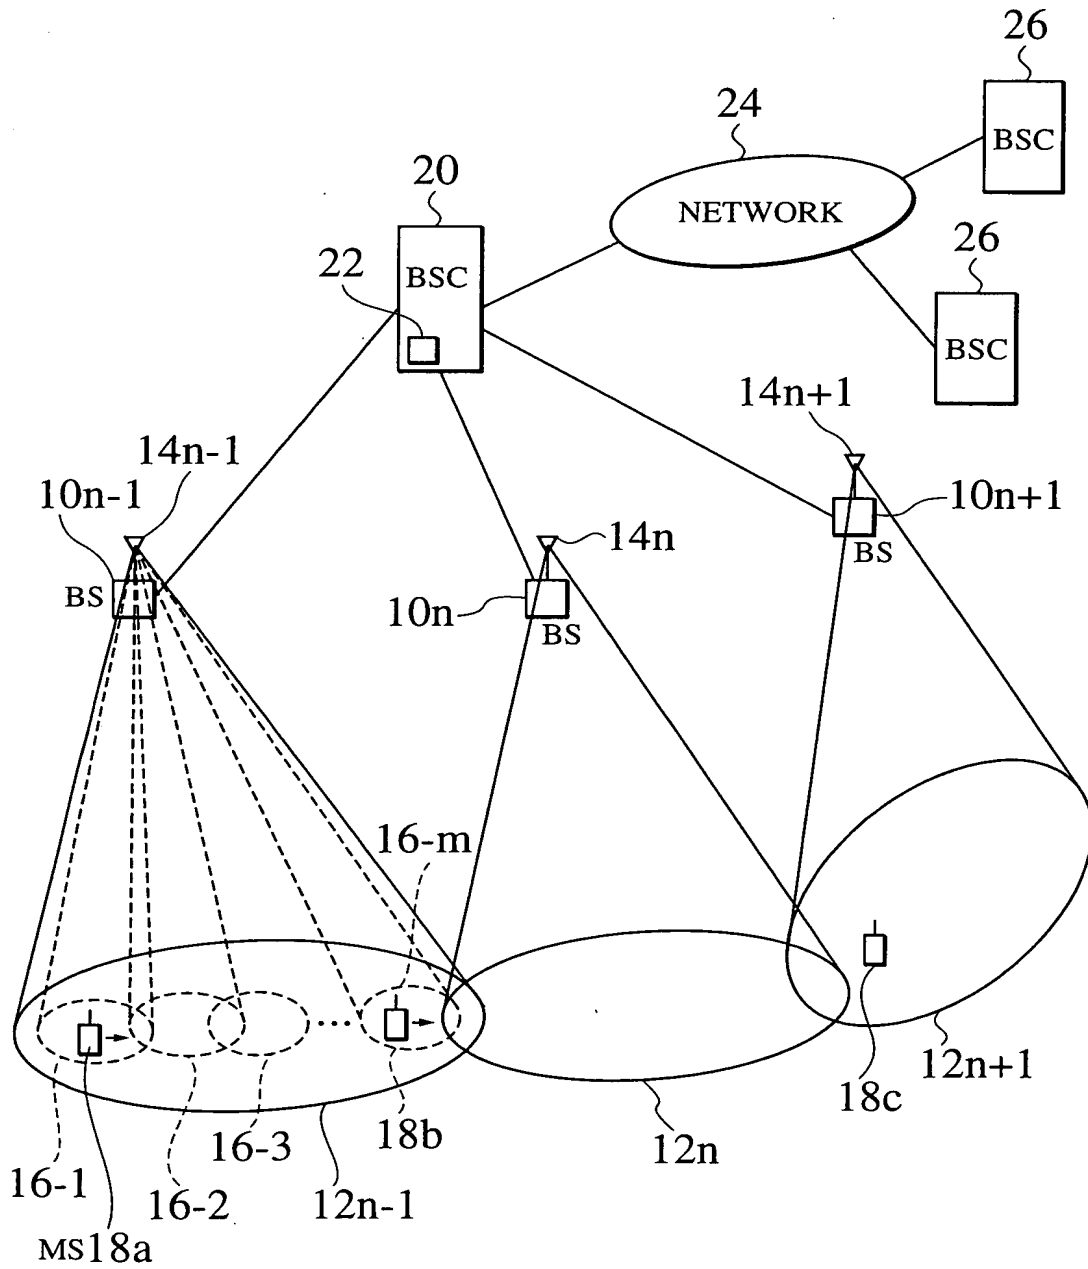 26
24
BSC
20
NETWORK
26
22
BSC
BSC
14n+1
14n-1
10n-1
10n+1
14n
BS
BS
10n
BS
16-m
12n+1
18c
18b
16-3
12n
16-1
16-2
12n-1
MS18a